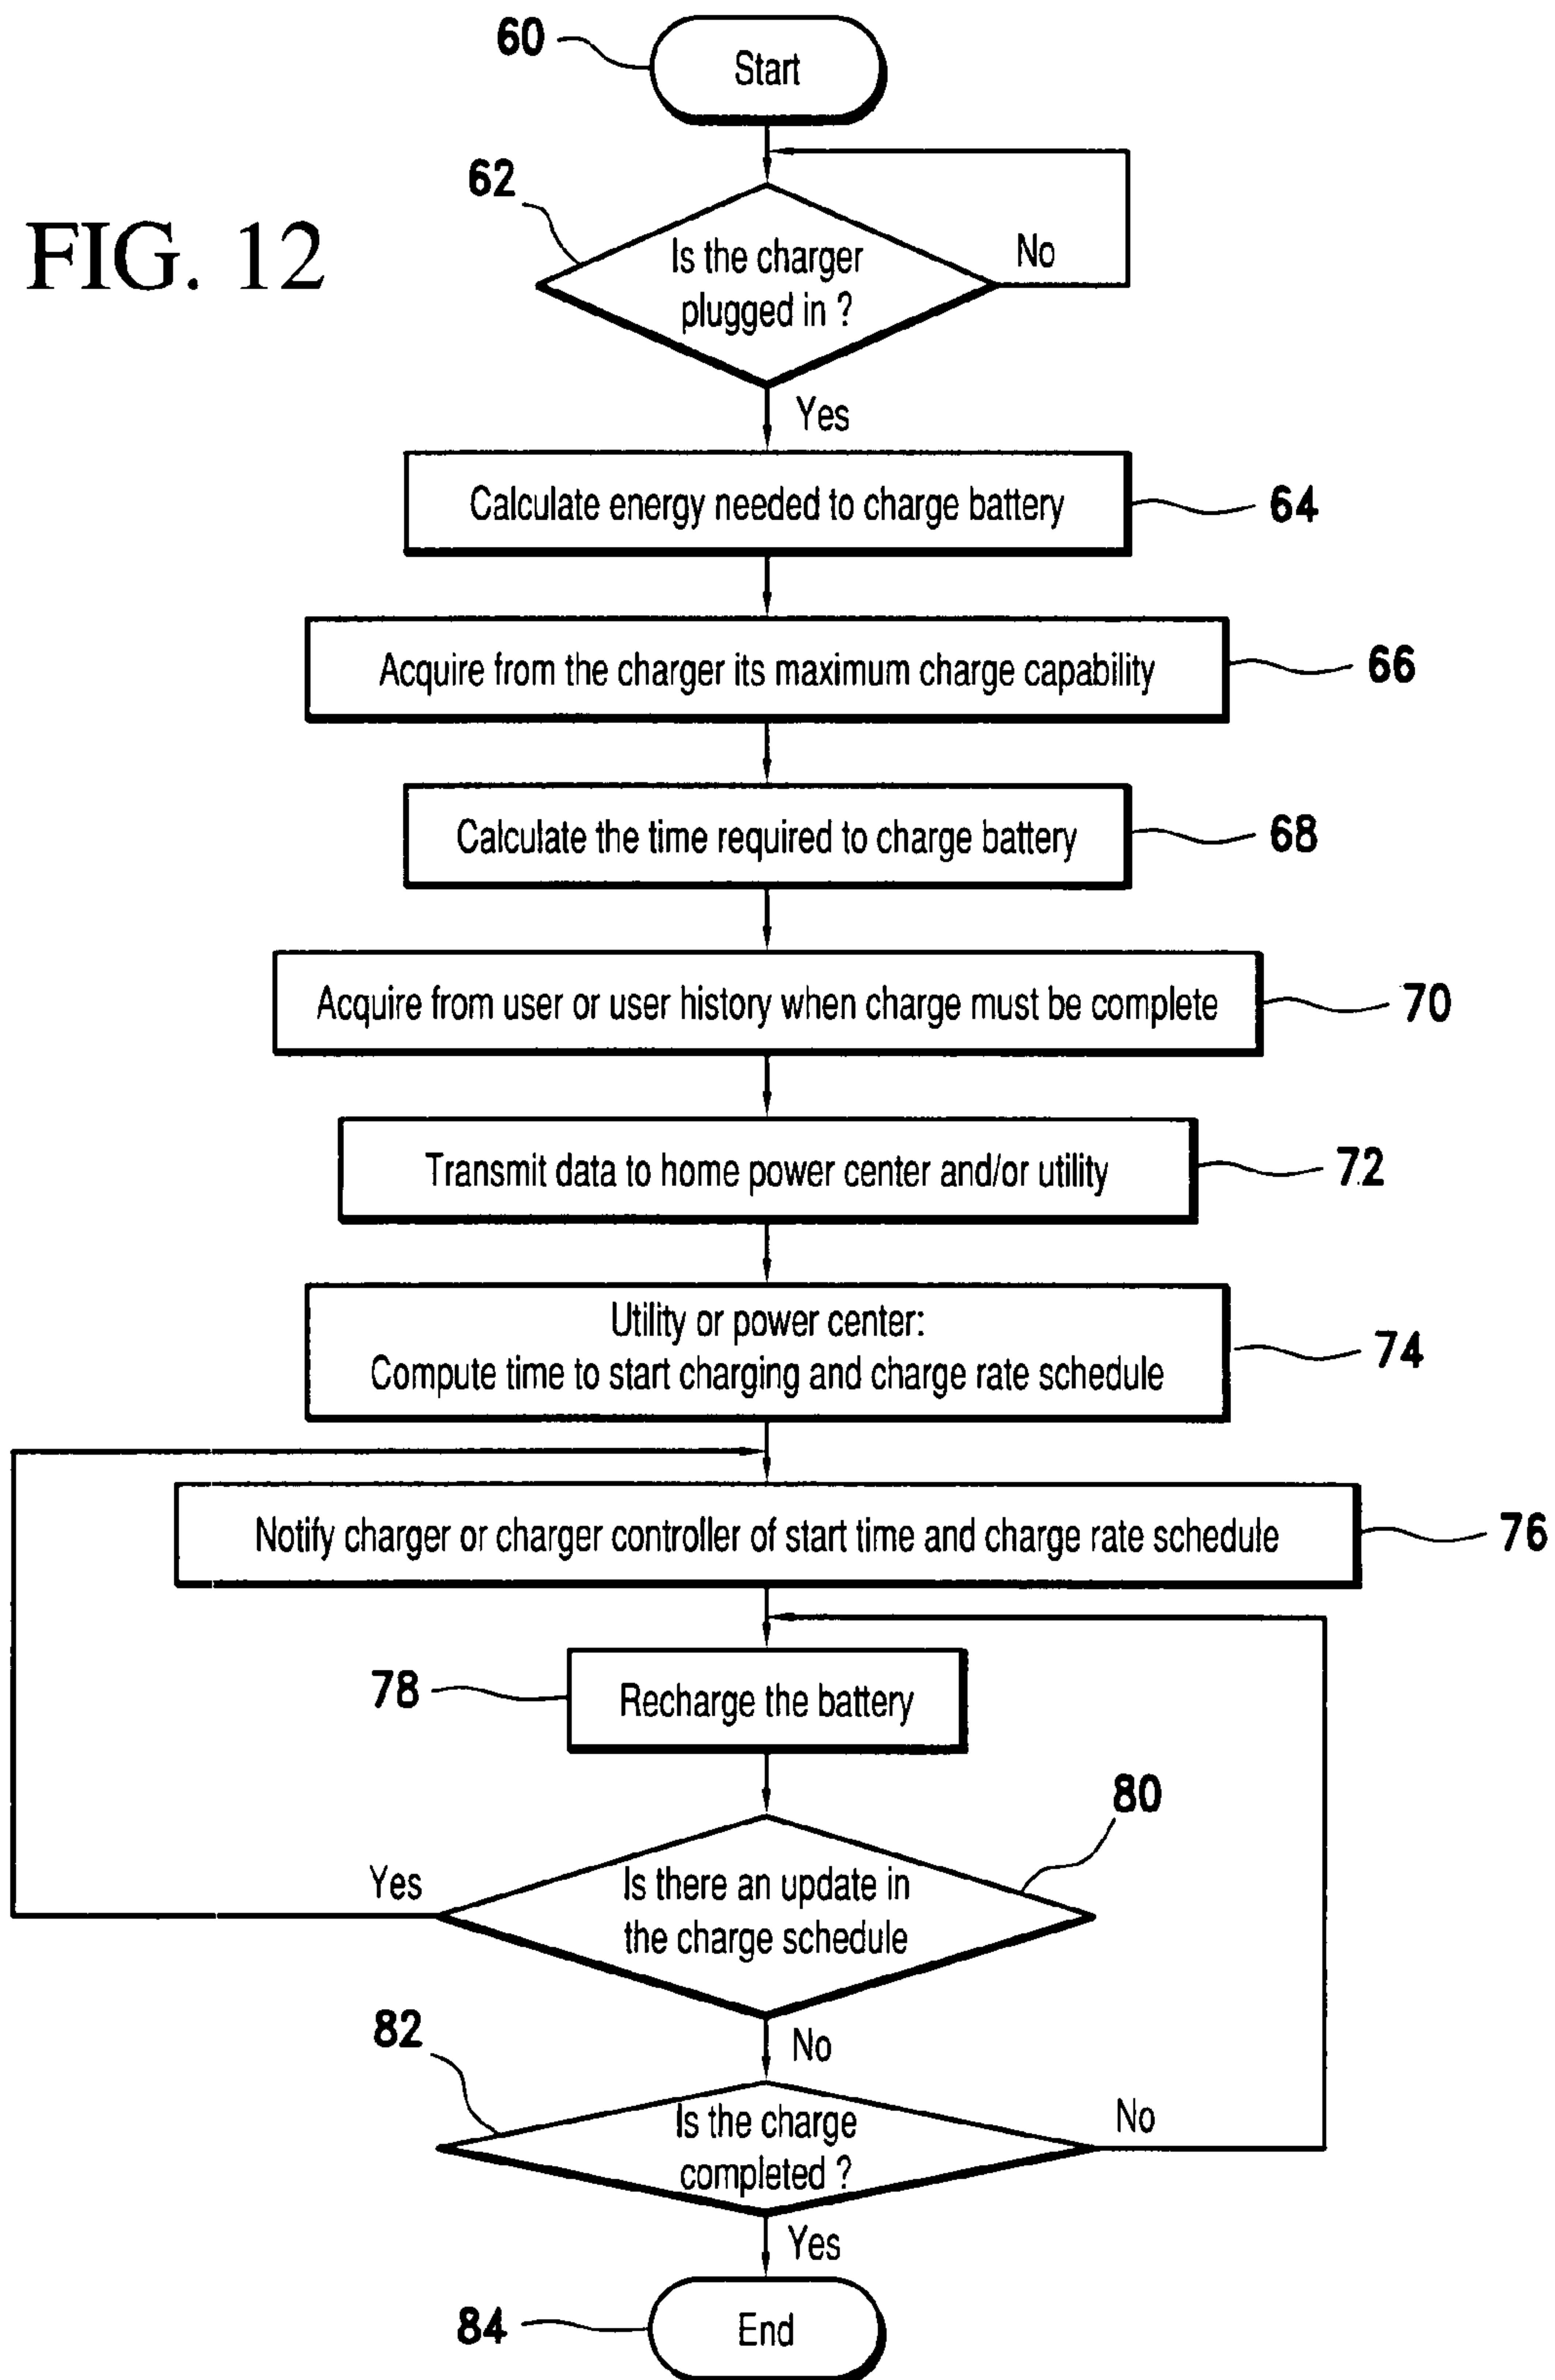 60
Start
62
FIG. 12
Is the charger
plugged in ?
No
Yes
Calculate energy needed to charge battery
64
Acquire from the charger its maximum charge capability
66
Calculate the time required to charge battery
68
Acquire from user or user history when charge must be complete
70
Transmit data to home power center and/or utility
72
Utility or power center:
Compute time to start charging and charge rate schedule
74
Notify charger or charger controller of start time and charge rate schedule
76
78
Recharge the battery
80
Yes
Is there an update in
the charge schedule
82
No
Is the charge
completed ?
No
Yes
84
End